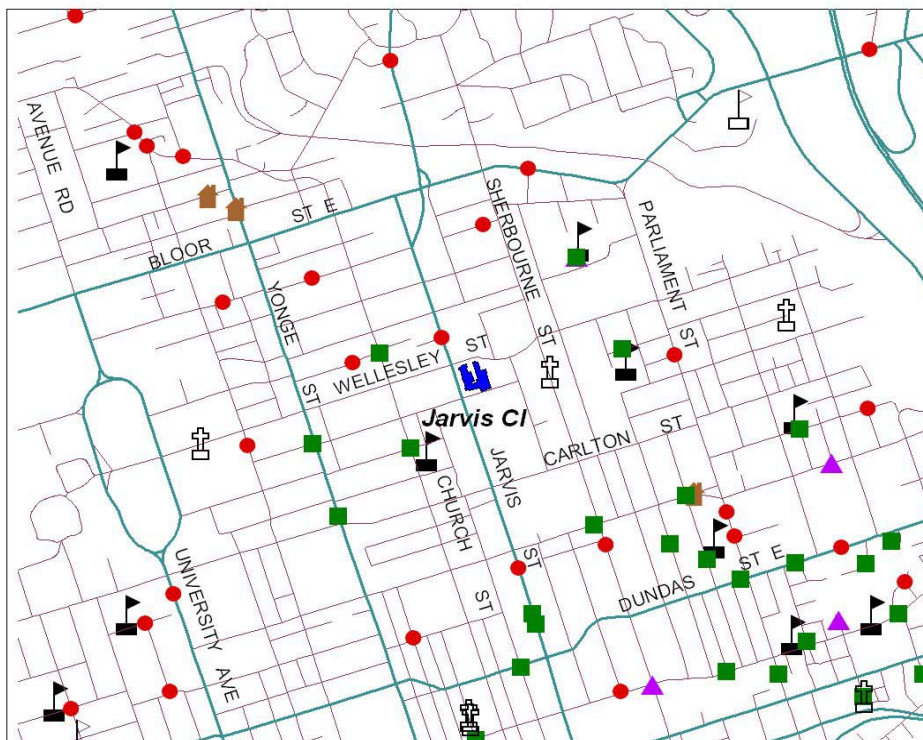 AVENUE RD
BLOOR ST E
SHERBOURNE ST
PARLIAMENT ST
YONGE ST
WELLESLEY ST
Jarvis CI
CARLTON ST
CHURCH ST
JARVIS ST
UNIVERSITY AVE
DUNDAS ST E